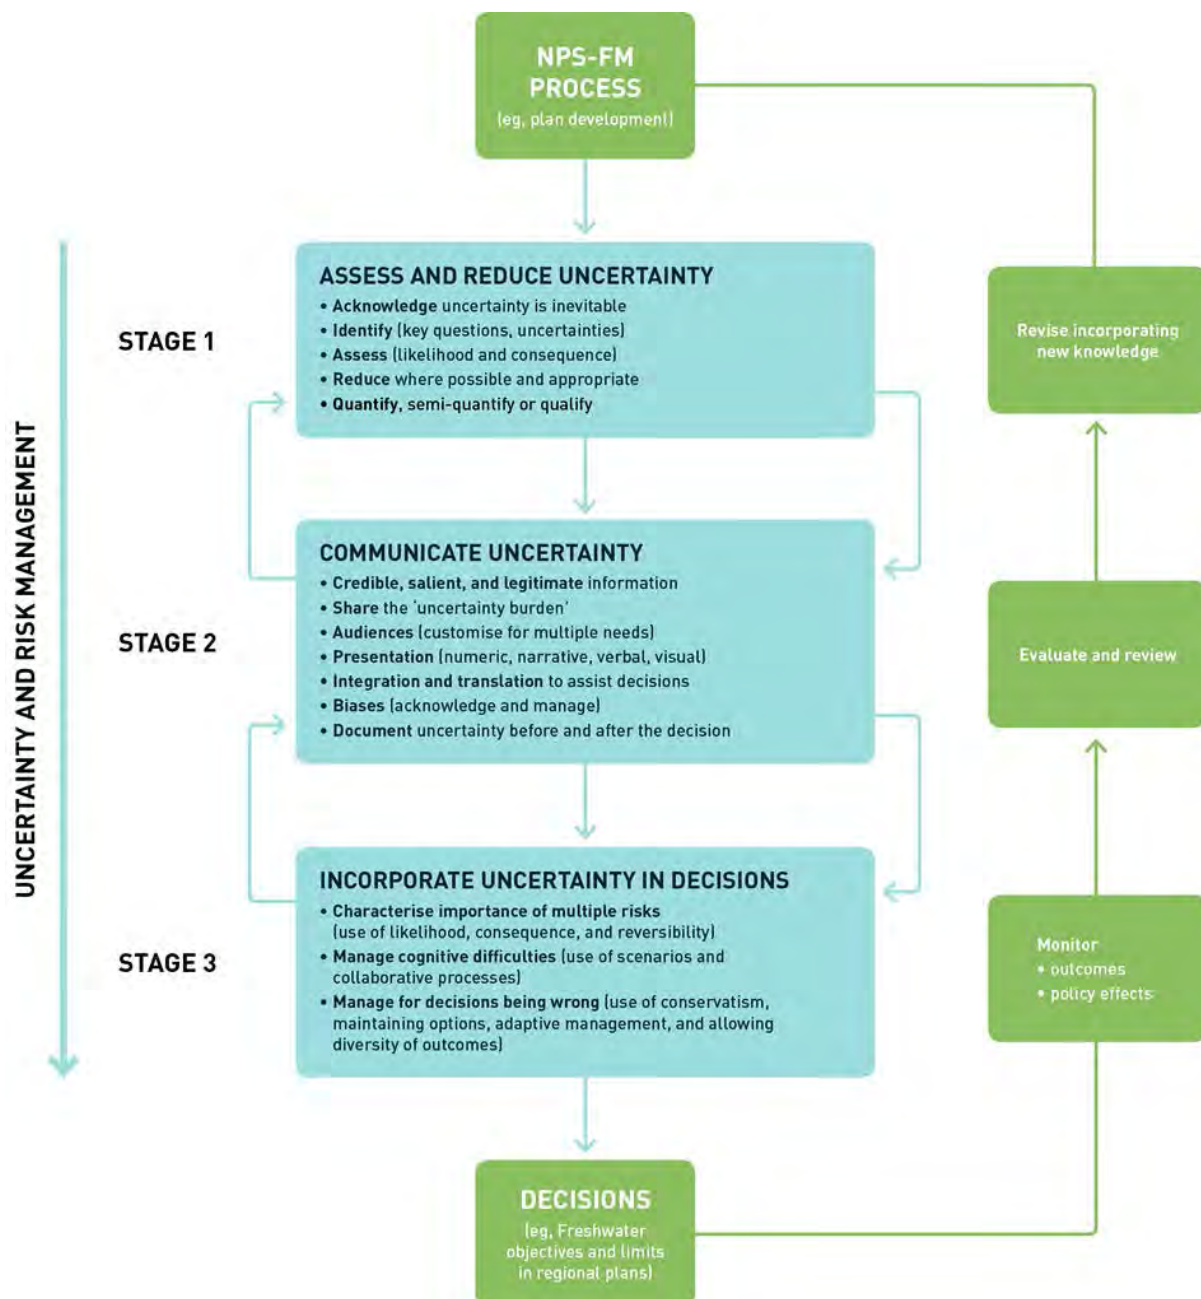 NPS-FM
PROCESS
(eg, plan development)
UNCERTAINTY AND RISK MANAGEMENT
STAGE 1
ASSESS AND REDUCE UNCERTAINTY
• Acknowledge uncertainty is inevitable
• Identify (key questions, uncertainties)
• Assess (likelihood and consequence)
• Reduce where possible and appropriate
• Quantify, semi-quantify or qualify
STAGE 2
COMMUNICATE UNCERTAINTY
• Credible, salient, and legitimate information
• Share the 'uncertainty burden'
• Audiences (customise for multiple needs)
• Presentation (numeric, narrative, verbal, visual)
• Integration and translation to assist decisions
• Biases (acknowledge and manage)
• Document uncertainty before and after the decision
STAGE 3
INCORPORATE UNCERTAINTY IN DECISIONS
• Characterise importance of multiple risks
(use of likelihood, consequence, and reversibility)
• Manage cognitive difficulties (use of scenarios and
collaborative processes)
• Manage for decisions being wrong (use of conservatism,
maintaining options, adaptive management, and allowing
diversity of outcomes)
DECISIONS
(eg, Freshwater
objectives and limits
in regional plans)
Monitor
• outcomes
• policy effects
Evaluate and review
Revise incorporating
new knowledge